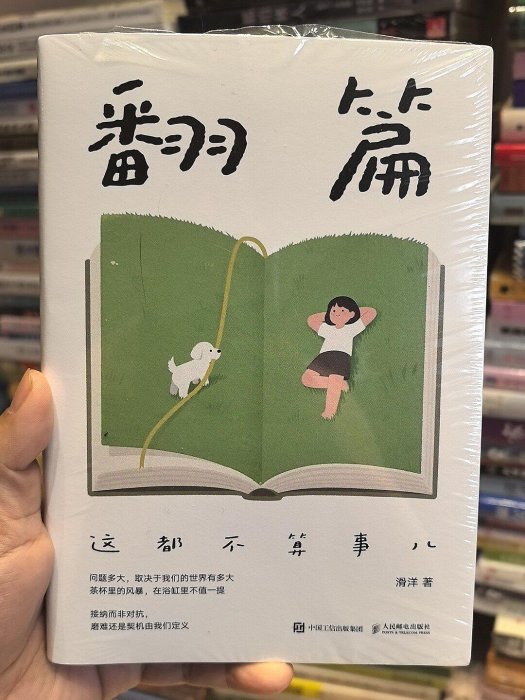 翻篇
这都不算事儿
问题多大，取决于我们的世界有多大
茶杯里的风暴，在浴缸里不值一提
接纳而非对抗，
磨难还是契机由我们定义
滑洋 著
中国工信出版集团
人民邮电出版社
POSTS & TELECOM PRESS